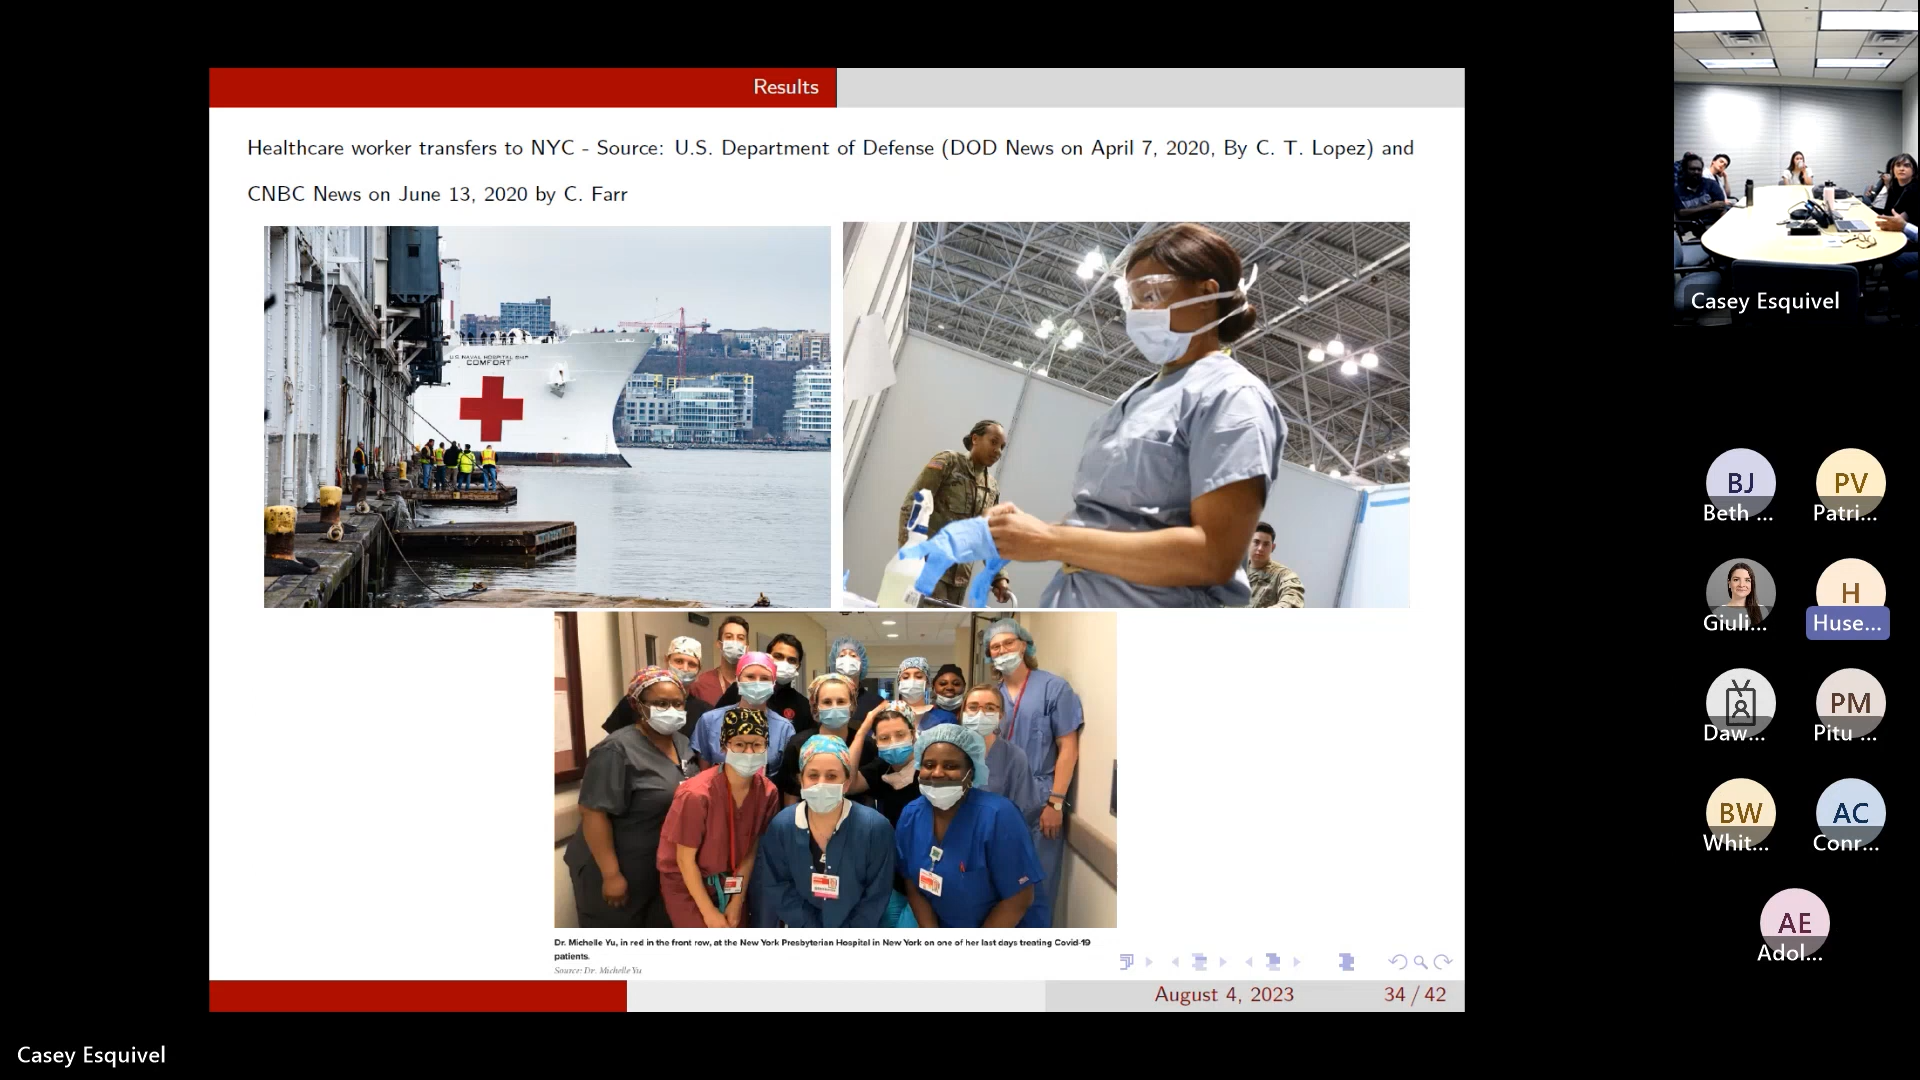 Results
Healthcare worker transfers to NYC - Source: U.S. Department of Defense (DOD News on April 7, 2020, By C. T. Lopez) and
CNBC News on June 13, 2020 by C. Farr
U.S. NAVAL HOSPITAL SHIP
COMFORT
Dr. Michelle Yu, in red in the front row, at the New York Presbyterian Hospital in New York on one of her last days treating Covid-19
patients.
Source: Dr. Michelle Yu
August 4, 2023
34 / 42
Casey Esquivel
Casey Esquivel
BJ
Beth ...
PV
Patri...
Giuli...
H
Huse...
Daw...
PM
Pitu ...
BW
Whit...
AC
Conr...
AE
Adol...